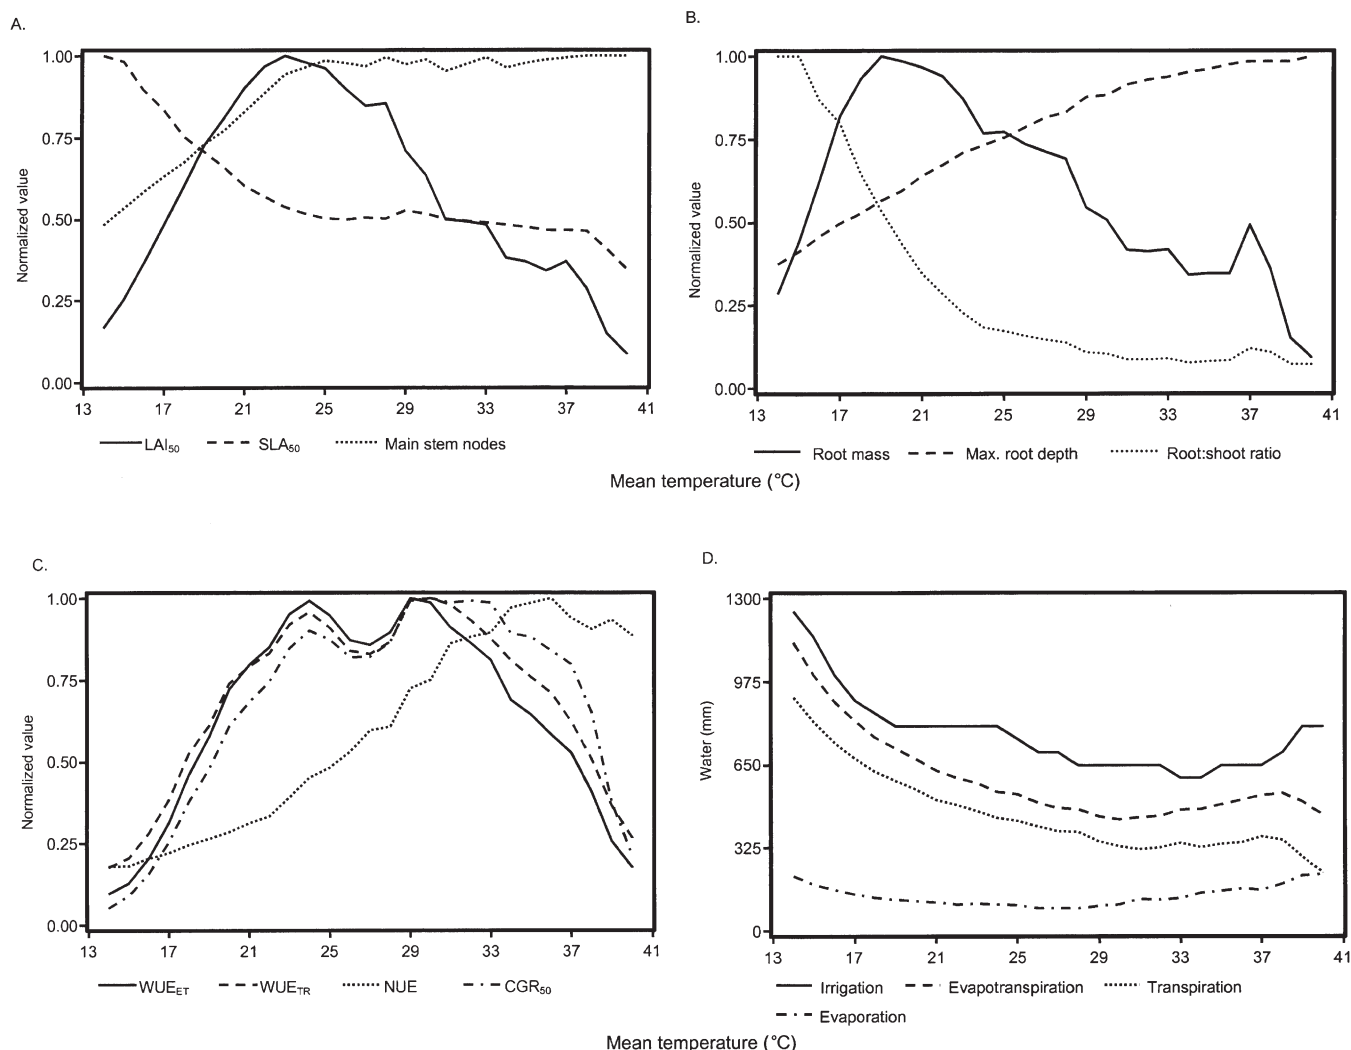 A.
1.00
0.75
0.50
0.25
0.00
Normalized value
13 17 21 25 29 33 37 41
LAI50 SLA50 Main stem nodes
B.
1.00
0.75
0.50
0.25
0.00
Normalized value
13 17 21 25 29 33 37 41
Root mass Max. root depth Root:shoot ratio
Mean temperature (°C)
C.
1.00
0.75
0.50
0.25
0.00
Normalized value
13 17 21 25 29 33 37 41
WUEET WUETR NUE CGR50
D.
1300
975
650
325
0
Water (mm)
13 17 21 25 29 33 37 41
Irrigation Evapotranspiration Transpiration
Evaporation
Mean temperature (°C)